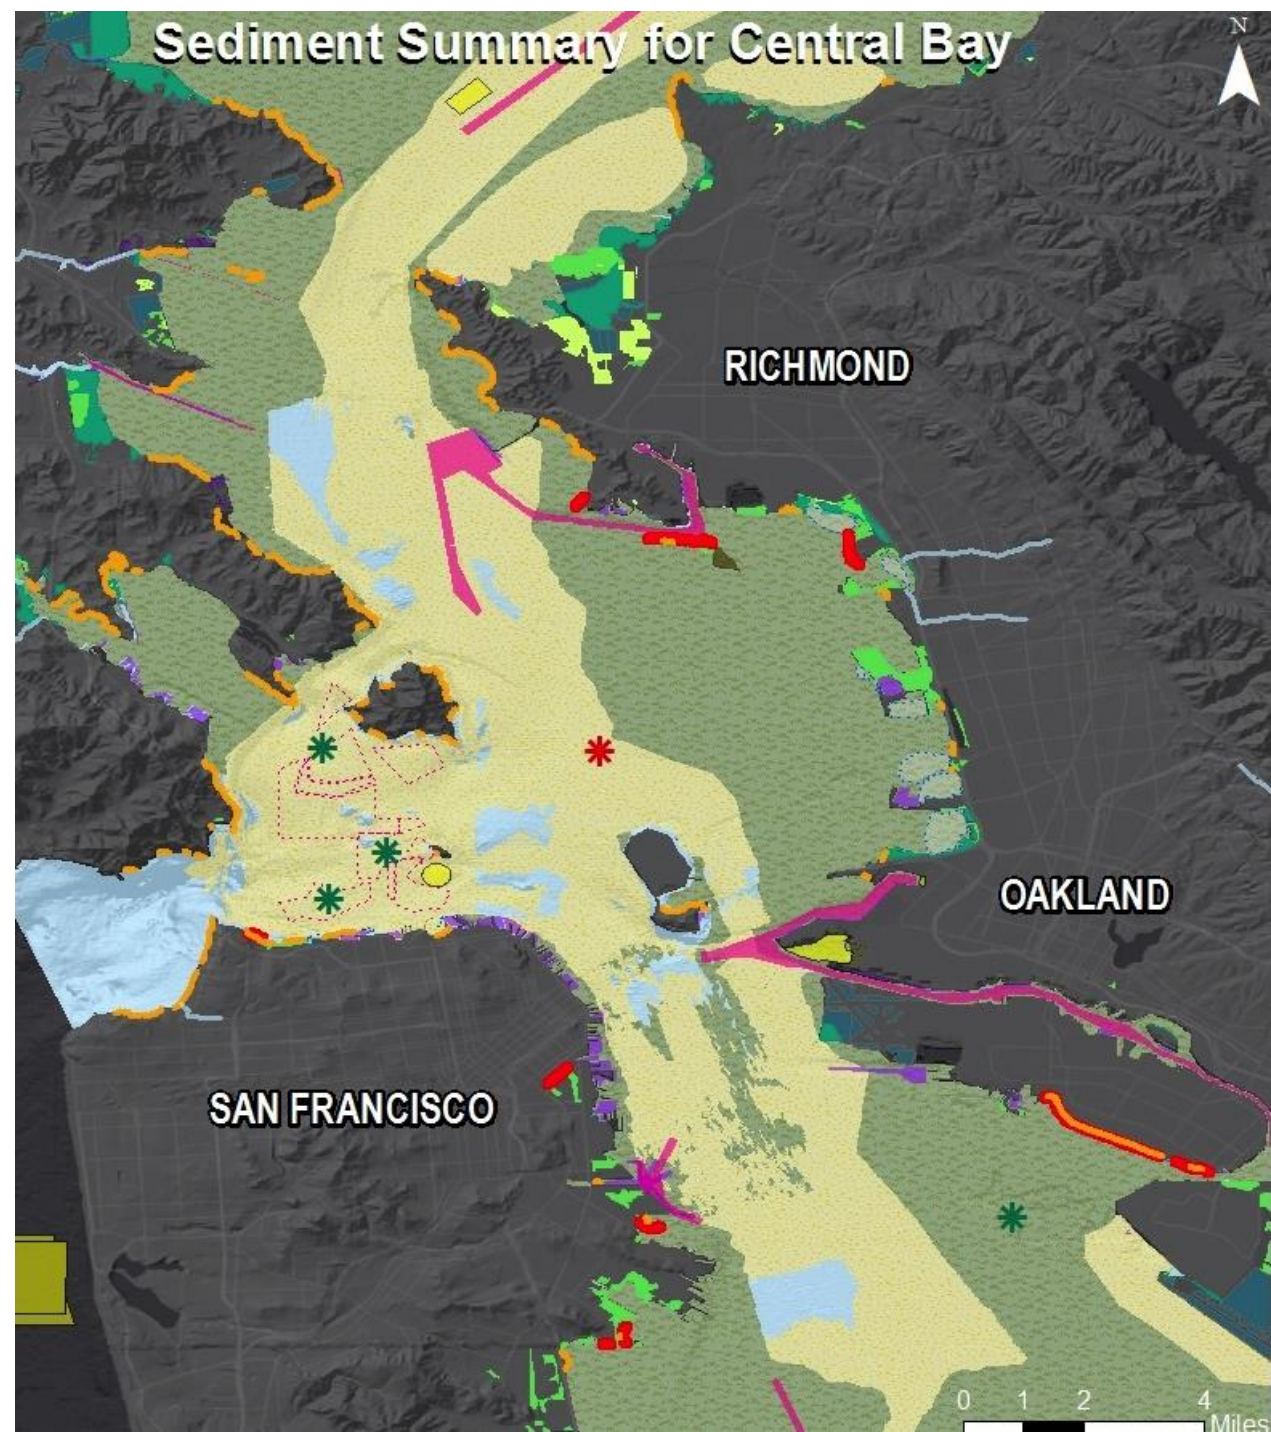 Sediment Summary for Central Bay
N
RICHMOND
OAKLAND
SAN FRANCISCO
0 1 2 4
Miles